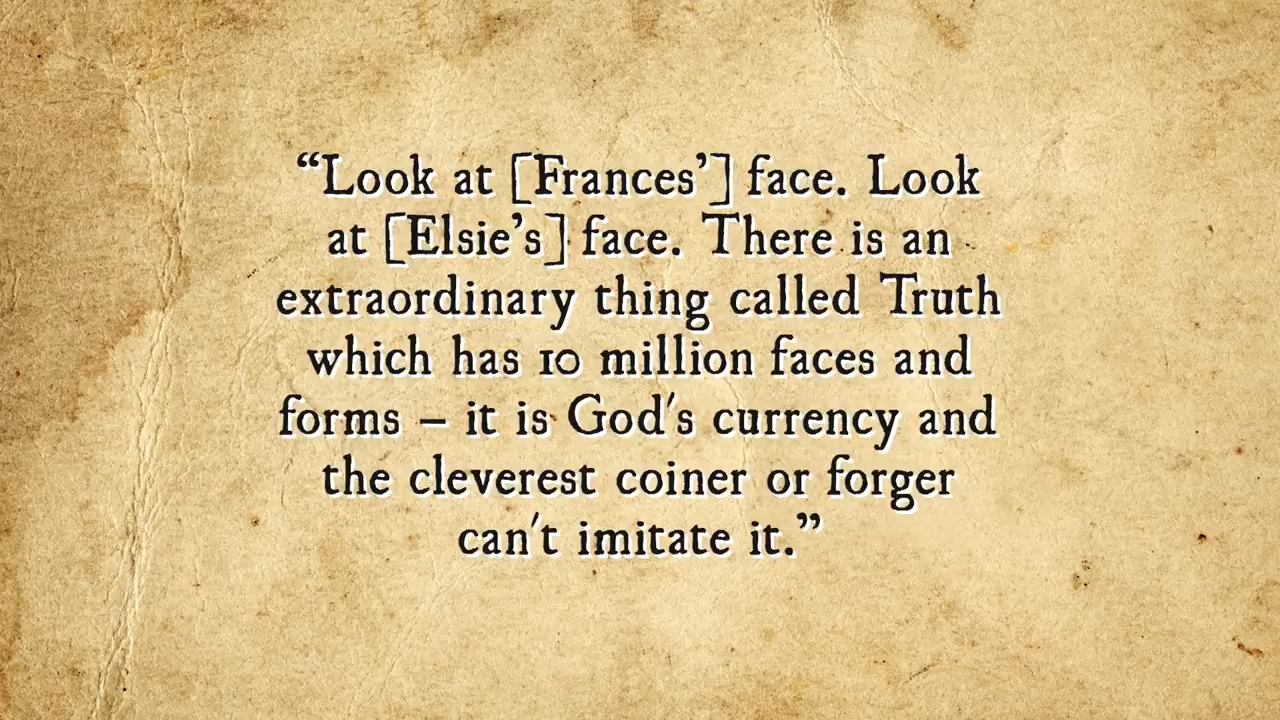 “Look at [Frances’] face. Look
at [Elsie’s] face. There is an
extraordinary thing called Truth
which has 10 million faces and
forms – it is God's currency and
the cleverest coiner or forger
can't imitate it.”